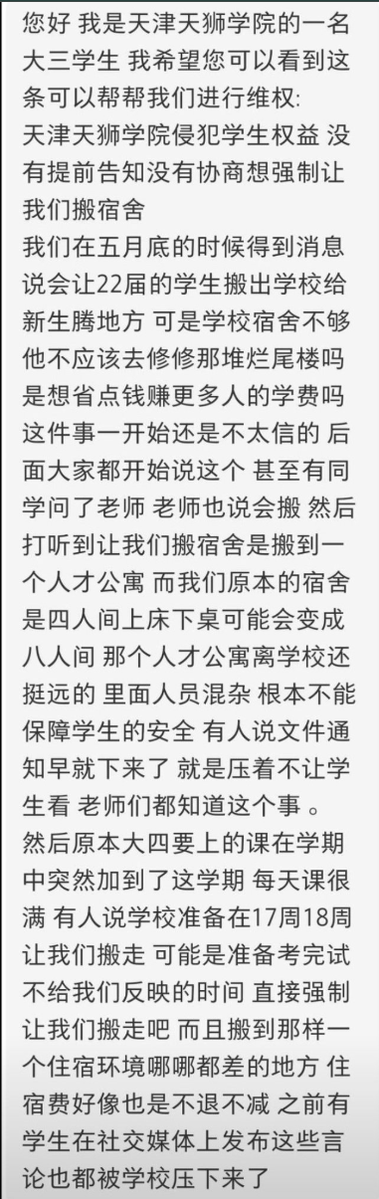 您好 我是天津天狮学院的一名
大三学生 我希望您可以看到这
条可以帮帮我们进行维权:
天津天狮学院侵犯学生权益 没
有提前告知没有协商想强制让
我们搬宿舍
我们在五月底的时候得到消息
说会让22届的学生搬出学校给
新生腾地方 可是学校宿舍不够
他不应该去修修那堆烂尾楼吗
是想省点钱赚更多人的学费吗
这件事一开始还是不太信的 后
面大家都开始说这个 甚至有同
学问了老师 老师也说会搬 然后
打听到让我们搬宿舍是搬到一
个人才公寓 而我们原本的宿舍
是四人间上床下桌可能会变成
八人间 那个人才公寓离学校还
挺远的 里面人员混杂 根本不能
保障学生的安全 有人说文件通
知早就下来了 就是压着不让学
生看 老师们都知道这个事 。
然后原本大四要上的课在学期
中突然加到了这学期 每天课很
满 有人说学校准备在17周18周
让我们搬走 可能是准备考完试
不给我们反映的时间 直接强制
让我们搬走吧 而且搬到那样一
个住宿环境哪哪都差的地方 住
宿费好像也是不退不减 之前有
学生在社交媒体上发布这些言
论也都被学校压下来了